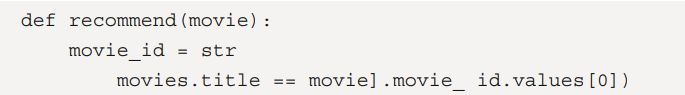 def recommend(movie):
movie_id = str
movies.title == movie].movie_ id.values[0])